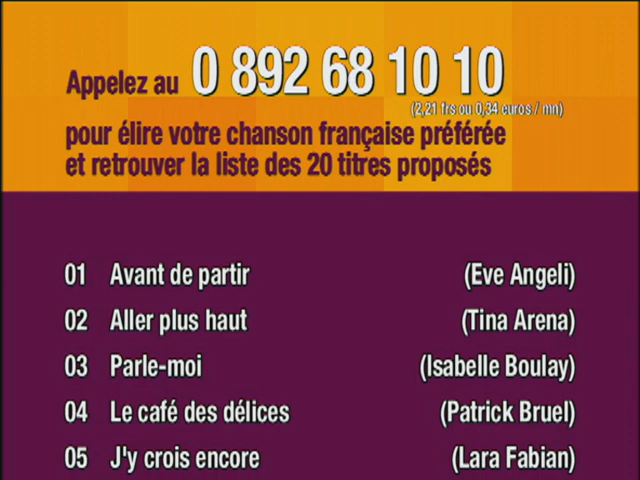 Appelez au 0 892 68 10 10
(2,21 frs ou 0,34 euros / mn)
pour élire votre chanson française préférée
et retrouver la liste des 20 titres proposés
01 Avant de partir (Eve Angeli)
02 Aller plus haut (Tina Arena)
03 Parle-moi (Isabelle Boulay)
04 Le café des délices (Patrick Bruel)
05 J'y crois encore (Lara Fabian)